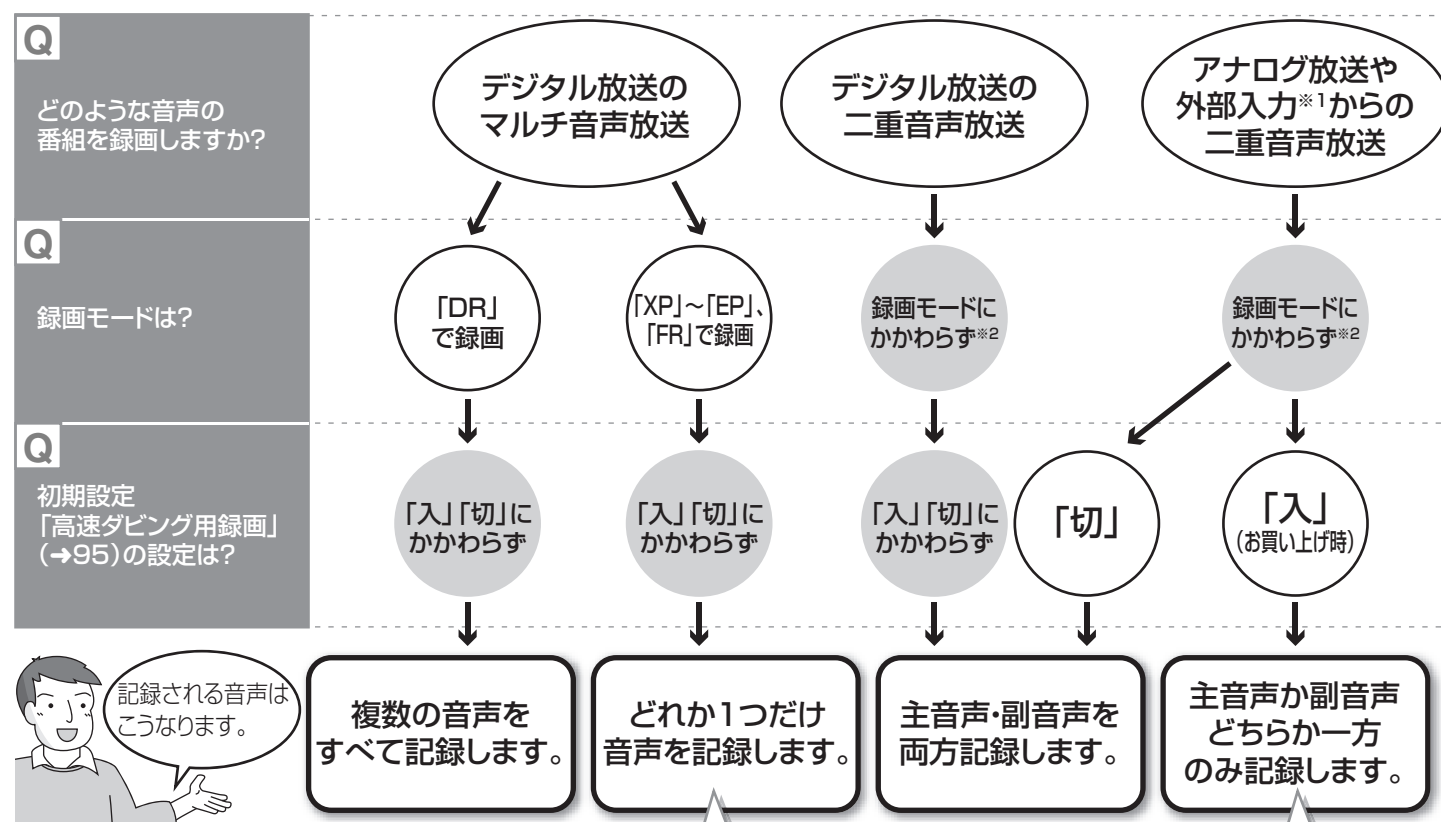 Q
どのような音声の
番組を録画しますか?
デジタル放送の
マルチ音声放送
デジタル放送の
二重音声放送
アナログ放送や
外部入力※1からの
二重音声放送
Q
録画モードは?
「DR」
で録画
「XP」~「EP」、
「FR」で録画
録画モードに
かかわらず※2
録画モードに
かかわらず※2
Q
初期設定
「高速ダビング用録画」
(➜95)の設定は?
「入」「切」に
かかわらず
「入」「切」に
かかわらず
「入」「切」に
かかわらず
「切」
「入」
(お買い上げ時)
記録される音声は
こうなります。
複数の音声を
すべて記録します。
どれか1つだけ
音声を記録します。
主音声・副音声を
両方記録します。
主音声か副音声
どちらか一方
のみ記録します。